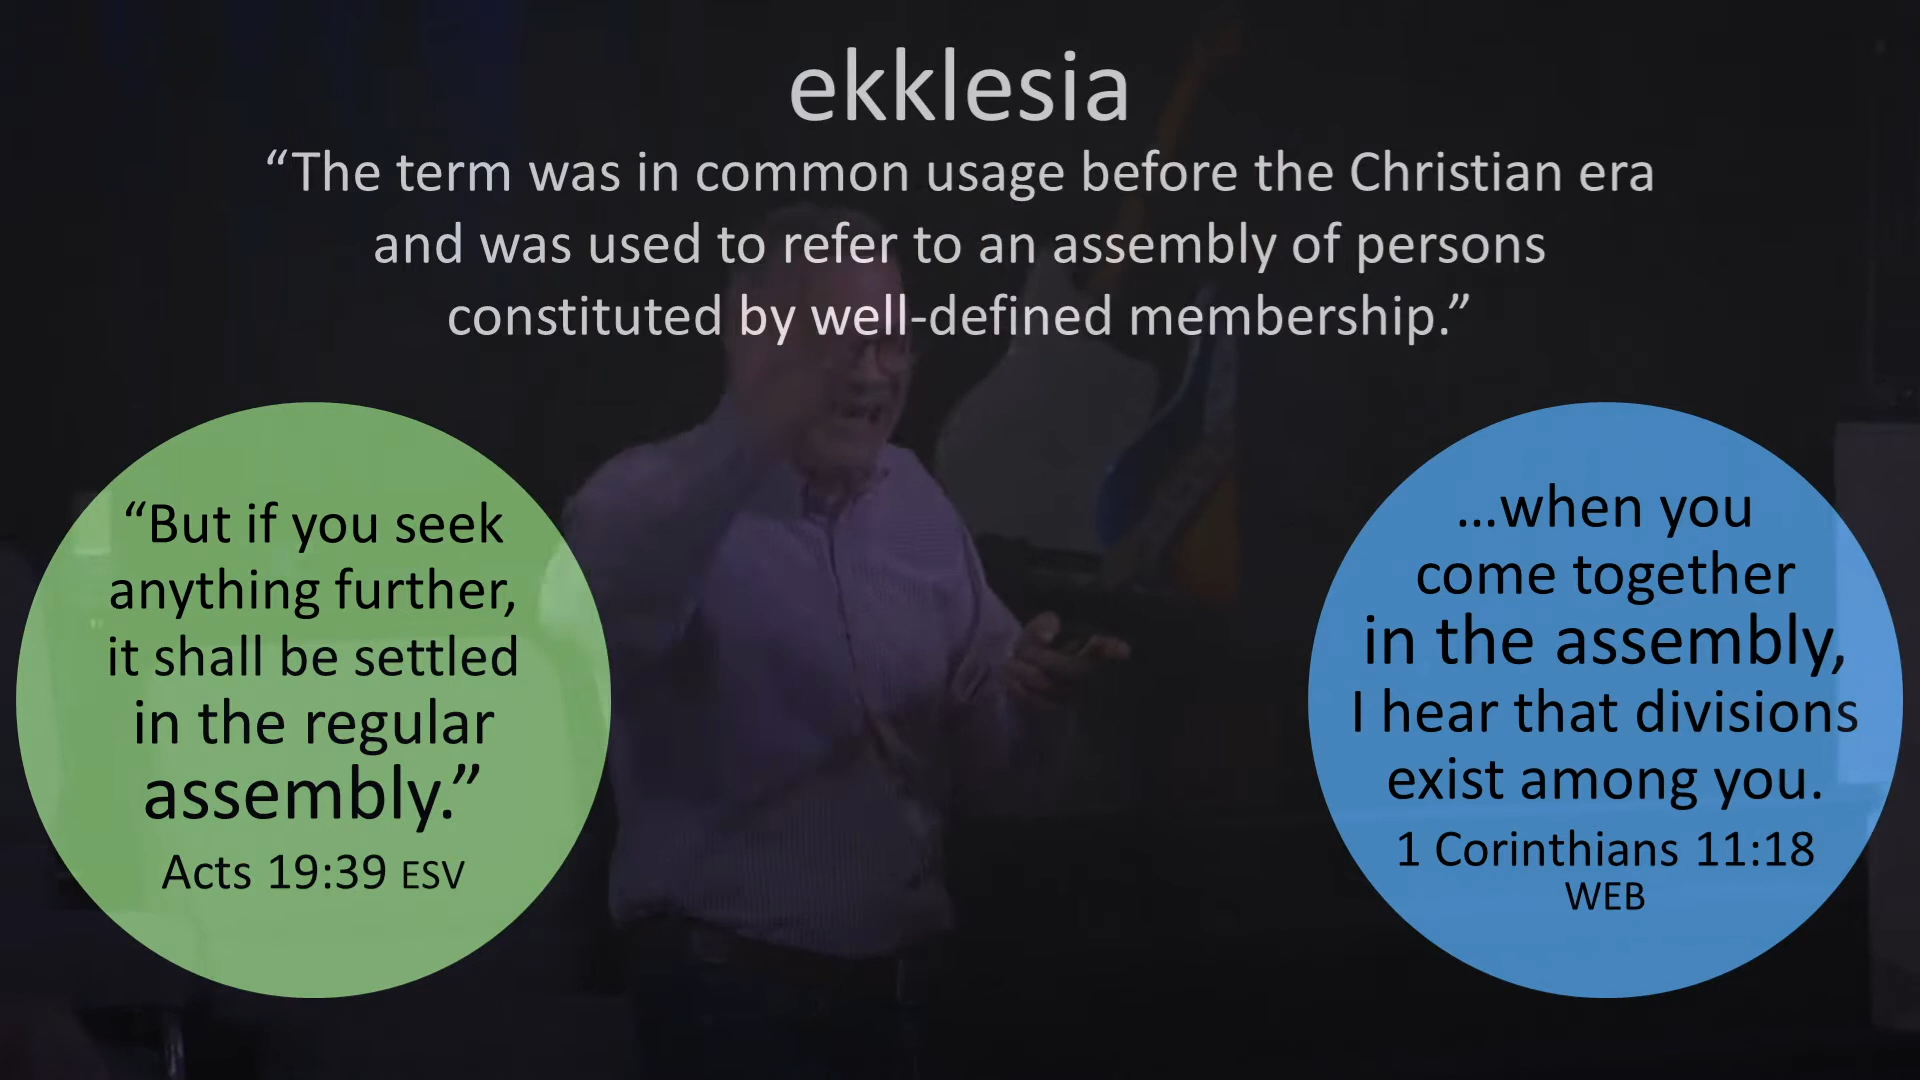 ekklesia
“The term was in common usage before the Christian era
and was used to refer to an assembly of persons
constituted by well-defined membership.”
“But if you seek
anything further,
it shall be settled
in the regular
assembly.”
Acts 19:39 ESV
…when you
come together
in the assembly,
I hear that divisions
exist among you.
1 Corinthians 11:18
WEB